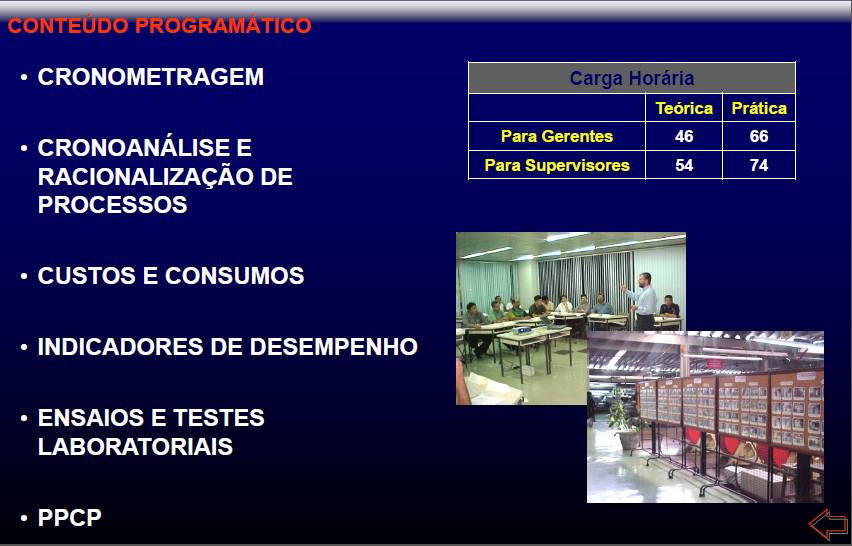 CONTEÚDO PROGRAMÁTICO
• CRONOMETRAGEM
• CRONOANÁLISE E
RACIONALIZAÇÃO DE
PROCESSOS
• CUSTOS E CONSUMOS
• INDICADORES DE DESEMPENHO
• ENSAIOS E TESTES
LABORATORIAIS
• PPCP
Carga Horária
Teórica Prática
Para Gerentes 46 66
Para Supervisores 54 74